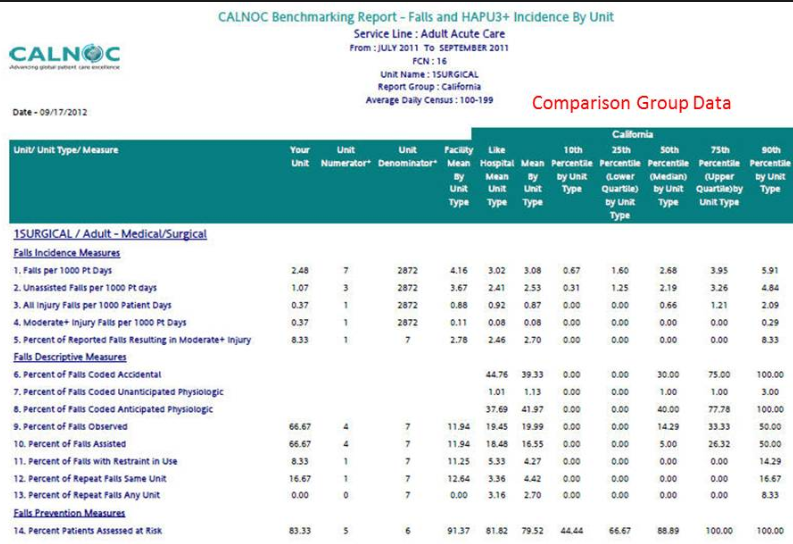 CALNOC Benchmarking Report - Falls and HAPU3+ Incidence By Unit
Service Line : Adult Acute Care
From : JULY 2011 To SEPTEMBER 2011
FCN : 16
Unit Name : 1SURGICAL
Report Group : California
Average Daily Census : 100-199
CALNOC
Advancing global patient care excellence
Comparison Group Data
Date - 09/17/2012
California
Unit/ Unit Type/ Measure Your Unit Unit Numerator+ Unit Denominator+ Facility Mean By Unit Type Like Hospital Mean Unit Type Mean By Unit Type 10th Percentile by Unit Type 25th Percentile (Lower Quartile) by Unit Type 50th Percentile (Median) by Unit Type 75th Percentile (Upper Quartile)by Unit Type 90th Percentile by Unit Type
1SURGICAL / Adult - Medical/Surgical
Falls Incidence Measures
1. Falls per 1000 Pt Days 2.48 7 2872 4.16 3.02 3.08 0.67 1.60 2.68 3.95 5.91
2. Unassisted Falls per 1000 Pt days 1.07 3 2872 3.67 2.41 2.53 0.31 1.25 2.19 3.26 4.84
3. All Injury Falls per 1000 Patient Days 0.37 1 2872 0.88 0.92 0.87 0.00 0.00 0.66 1.21 2.09
4. Moderate+ Injury Falls per 1000 Pt Days 0.37 1 2872 0.11 0.08 0.08 0.00 0.00 0.00 0.00 0.29
5. Percent of Reported Falls Resulting in Moderate+ Injury 8.33 1 7 2.78 2.46 2.70 0.00 0.00 0.00 0.00 8.33
Falls Descriptive Measures
6. Percent of Falls Coded Accidental 44.76 39.33 0.00 0.00 30.00 75.00 100.00
7. Percent of Falls Coded Unanticipated Physiologic 1.01 1.13 0.00 0.00 1.00 1.00 3.00
8. Percent of Falls Coded Anticipated Physiologic 37.69 41.97 0.00 0.00 40.00 77.78 100.00
9. Percent of Falls Observed 66.67 4 7 11.94 19.45 19.99 0.00 0.00 14.29 33.33 50.00
10. Percent of Falls Assisted 66.67 4 7 11.94 18.48 16.55 0.00 0.00 5.00 26.32 50.00
11. Percent of Falls with Restraint in Use 8.33 1 7 11.25 5.33 4.27 0.00 0.00 0.00 0.00 14.29
12. Percent of Repeat Falls Same Unit 16.67 1 7 12.64 3.36 4.42 0.00 0.00 0.00 0.00 16.67
13. Percent of Repeat Falls Any Unit 0.00 0 7 0.00 3.16 2.70 0.00 0.00 0.00 0.00 8.33
Falls Prevention Measures
14. Percent Patients Assessed at Risk 83.33 5 6 91.37 81.82 79.52 44.44 66.67 88.89 100.00 100.00